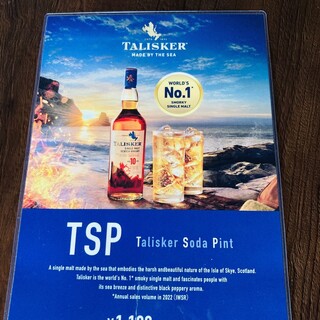 TALISKER
MADE BY THE SEA
WORLD'S
No.1*
SMOKY
SINGLE MALT
TALISKER
10
TSP Talisker Soda Pint
A single malt made by the sea that embodies the harsh andbeautiful nature of the Isle of Skye, Scotland.
Talisker is the world's No. 1* smoky single malt and fascinates people with
its sea breeze and distinctive black peppery aroma.
*Annual sales volume in 2022 (IWSR)